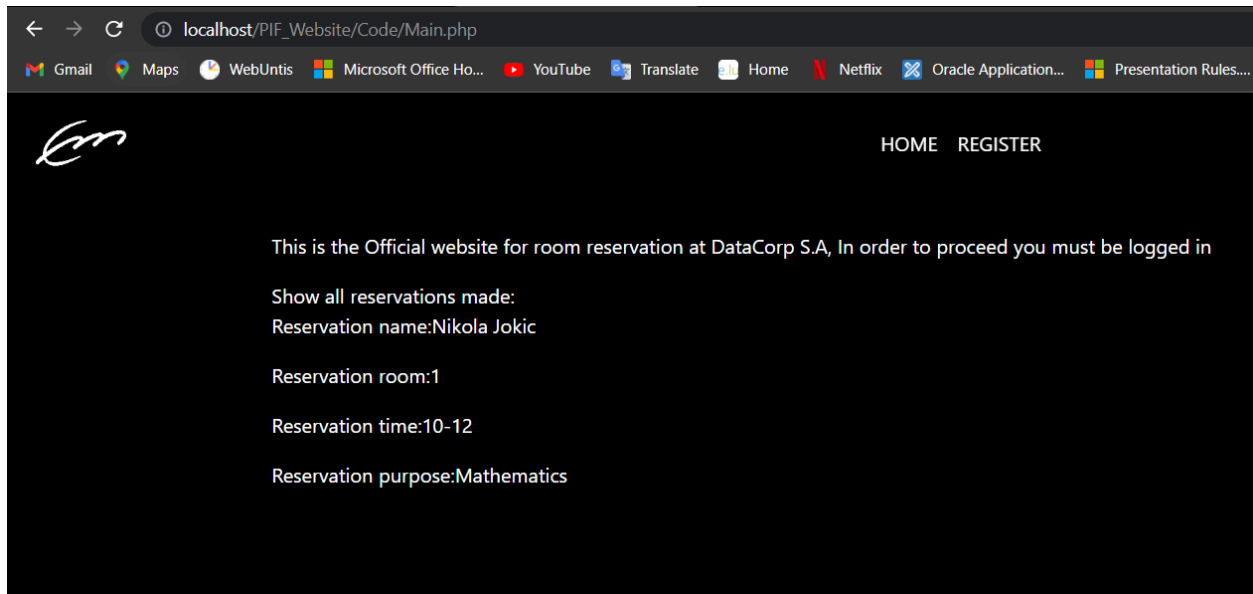 localhost/PIF_Website/Code/Main.php
Gmail Maps WebUntis Microsoft Office Ho... YouTube Translate Home Netflix Oracle Application... Presentation Rules....
HOME REGISTER
This is the Official website for room reservation at DataCorp S.A, In order to proceed you must be logged in
Show all reservations made:
Reservation name:Nikola Jokic
Reservation room:1
Reservation time:10-12
Reservation purpose:Mathematics